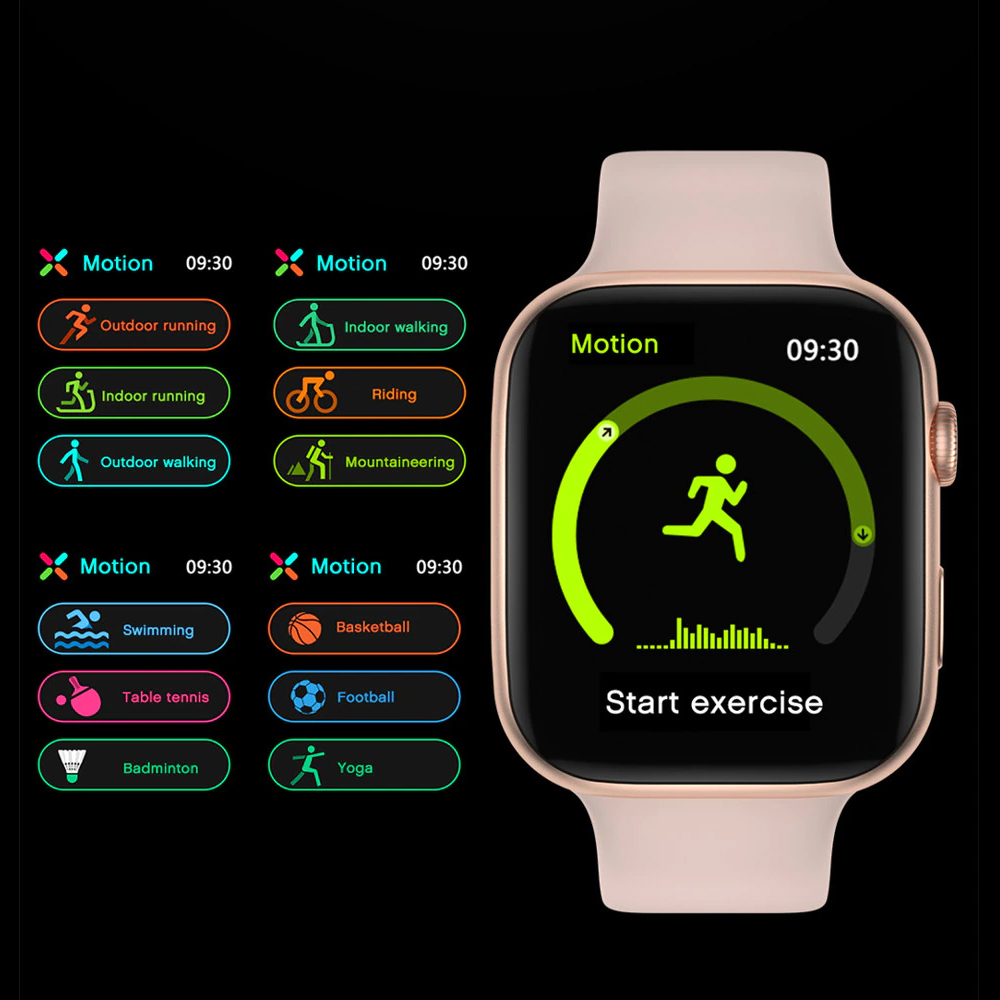 Motion 09:30
Outdoor running
Indoor running
Outdoor walking
Motion 09:30
Indoor walking
Riding
Mountaineering
Motion 09:30
Swimming
Table tennis
Badminton
Motion 09:30
Basketball
Football
Yoga
Motion
09:30
Start exercise